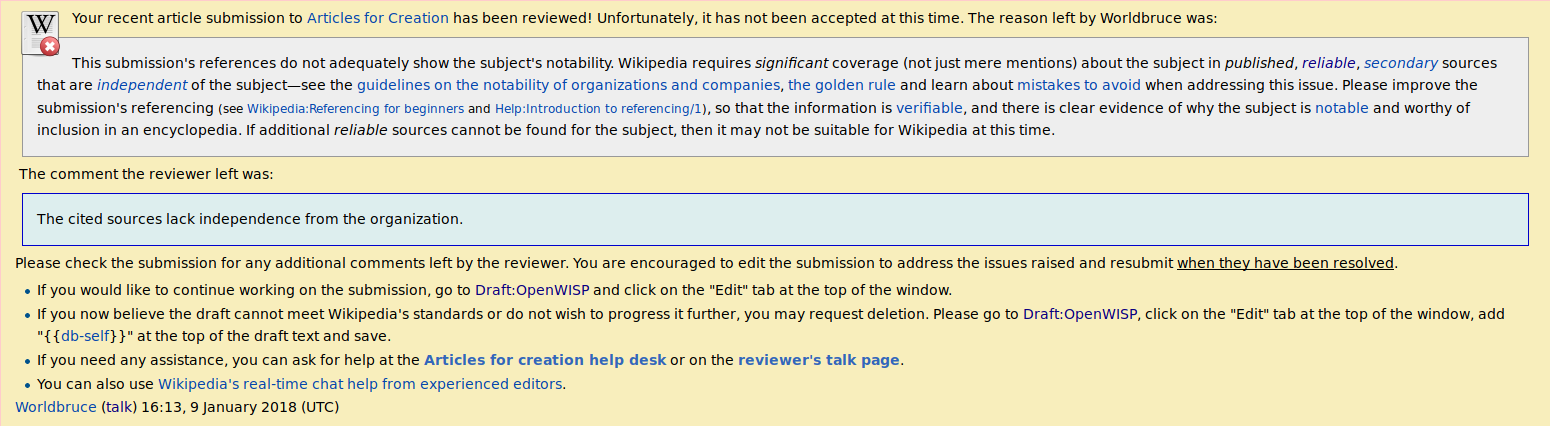 W
Your recent article submission to Articles for Creation has been reviewed! Unfortunately, it has not been accepted at this time. The reason left by Worldbruce was:
This submission's references do not adequately show the subject's notability. Wikipedia requires significant coverage (not just mere mentions) about the subject in published, reliable, secondary sources
that are independent of the subject—see the guidelines on the notability of organizations and companies, the golden rule and learn about mistakes to avoid when addressing this issue. Please improve the
submission's referencing (see Wikipedia:Referencing for beginners and Help:Introduction to referencing/1), so that the information is verifiable, and there is clear evidence of why the subject is notable and worthy of
inclusion in an encyclopedia. If additional reliable sources cannot be found for the subject, then it may not be suitable for Wikipedia at this time.
The comment the reviewer left was:
The cited sources lack independence from the organization.
Please check the submission for any additional comments left by the reviewer. You are encouraged to edit the submission to address the issues raised and resubmit when they have been resolved.
• If you would like to continue working on the submission, go to Draft:OpenWISP and click on the "Edit" tab at the top of the window.
• If you now believe the draft cannot meet Wikipedia's standards or do not wish to progress it further, you may request deletion. Please go to Draft:OpenWISP, click on the "Edit" tab at the top of the window, add
"{{db-self}}" at the top of the draft text and save.
• If you need any assistance, you can ask for help at the Articles for creation help desk or on the reviewer's talk page.
• You can also use Wikipedia's real-time chat help from experienced editors.
Worldbruce (talk) 16:13, 9 January 2018 (UTC)